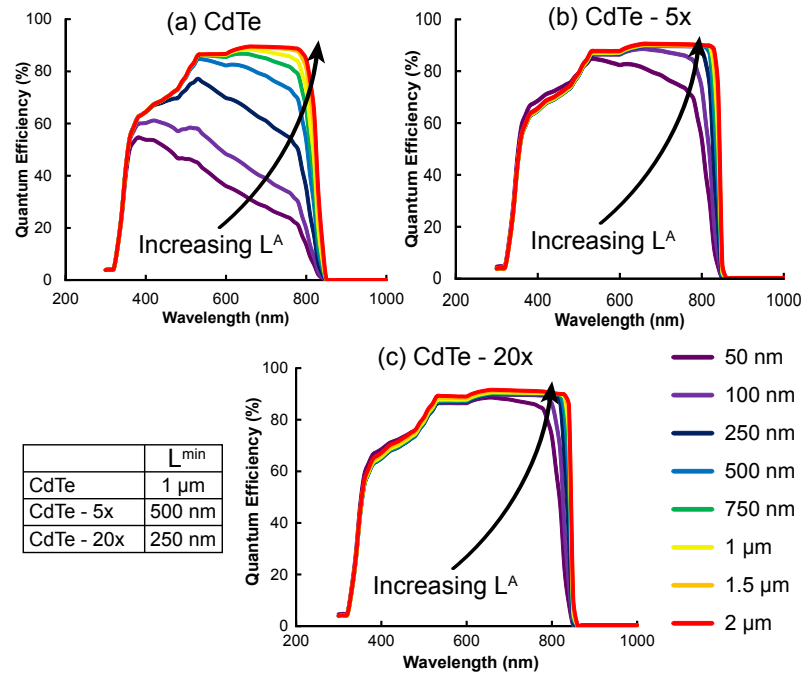 (a) CdTe
Quantum Efficiency (%)
100
80
60
40
20
0
200
400
600
800
1000
Wavelength (nm)
Increasing L^A
(b) CdTe - 5x
Quantum Efficiency (%)
100
80
60
40
20
0
200
400
600
800
1000
Wavelength (nm)
Increasing L^A
(c) CdTe - 20x
Quantum Efficiency (%)
100
80
60
40
20
0
200
400
600
800
1000
Wavelength (nm)
Increasing L^A
L^min
CdTe 1 µm
CdTe - 5x 500 nm
CdTe - 20x 250 nm
50 nm
100 nm
250 nm
500 nm
750 nm
1 µm
1.5 µm
2 µm